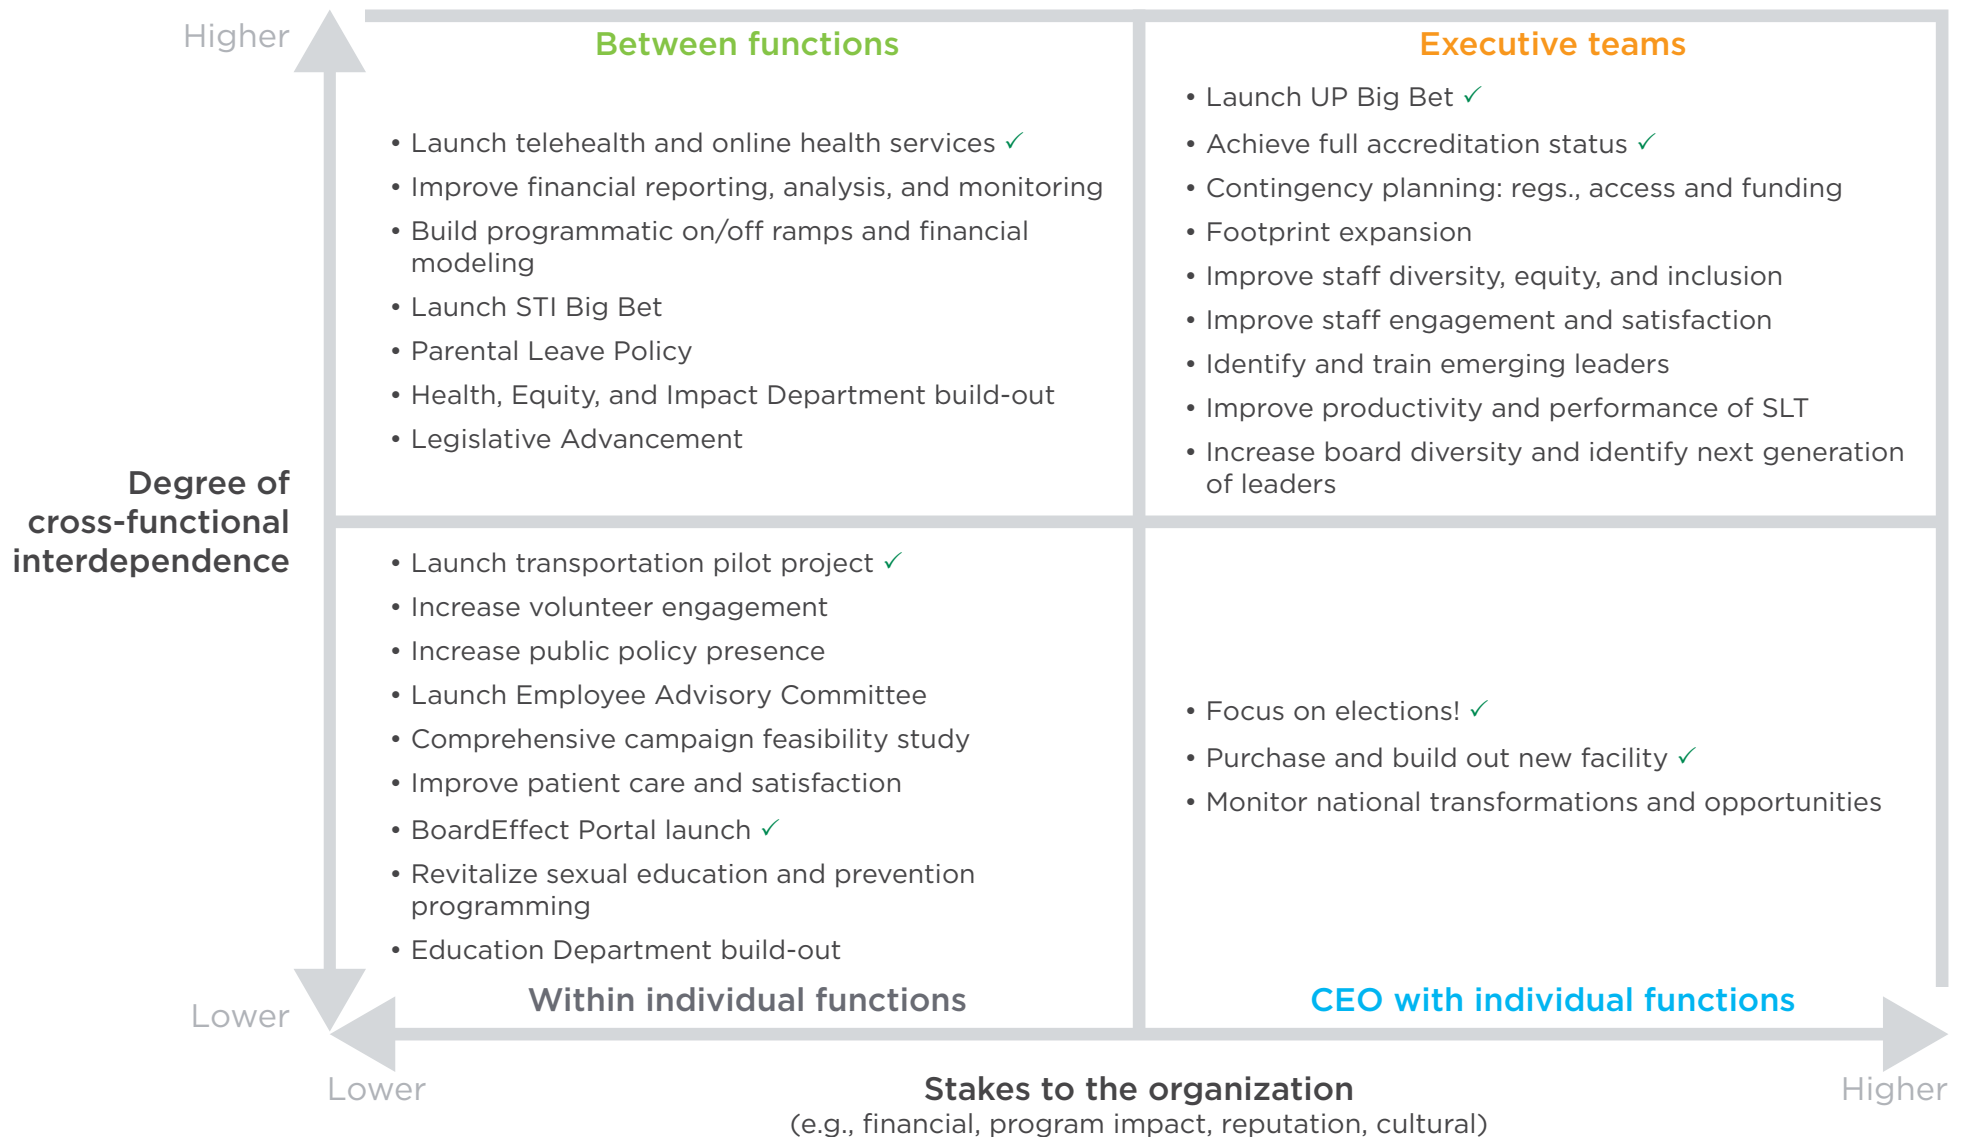 Higher
Between functions
• Launch telehealth and online health services ✓
• Improve financial reporting, analysis, and monitoring
• Build programmatic on/off ramps and financial
modeling
• Launch STI Big Bet
• Parental Leave Policy
• Health, Equity, and Impact Department build-out
• Legislative Advancement
Executive teams
• Launch UP Big Bet ✓
• Achieve full accreditation status ✓
• Contingency planning: regs., access and funding
• Footprint expansion
• Improve staff diversity, equity, and inclusion
• Improve staff engagement and satisfaction
• Identify and train emerging leaders
• Improve productivity and performance of SLT
• Increase board diversity and identify next generation
of leaders
Degree of
cross-functional
interdependence
• Launch transportation pilot project ✓
• Increase volunteer engagement
• Increase public policy presence
• Launch Employee Advisory Committee
• Comprehensive campaign feasibility study
• Improve patient care and satisfaction
• BoardEffect Portal launch ✓
• Revitalize sexual education and prevention
programming
• Education Department build-out
Within individual functions
• Focus on elections! ✓
• Purchase and build out new facility ✓
• Monitor national transformations and opportunities
CEO with individual functions
Lower
Lower
Stakes to the organization
(e.g., financial, program impact, reputation, cultural)
Higher